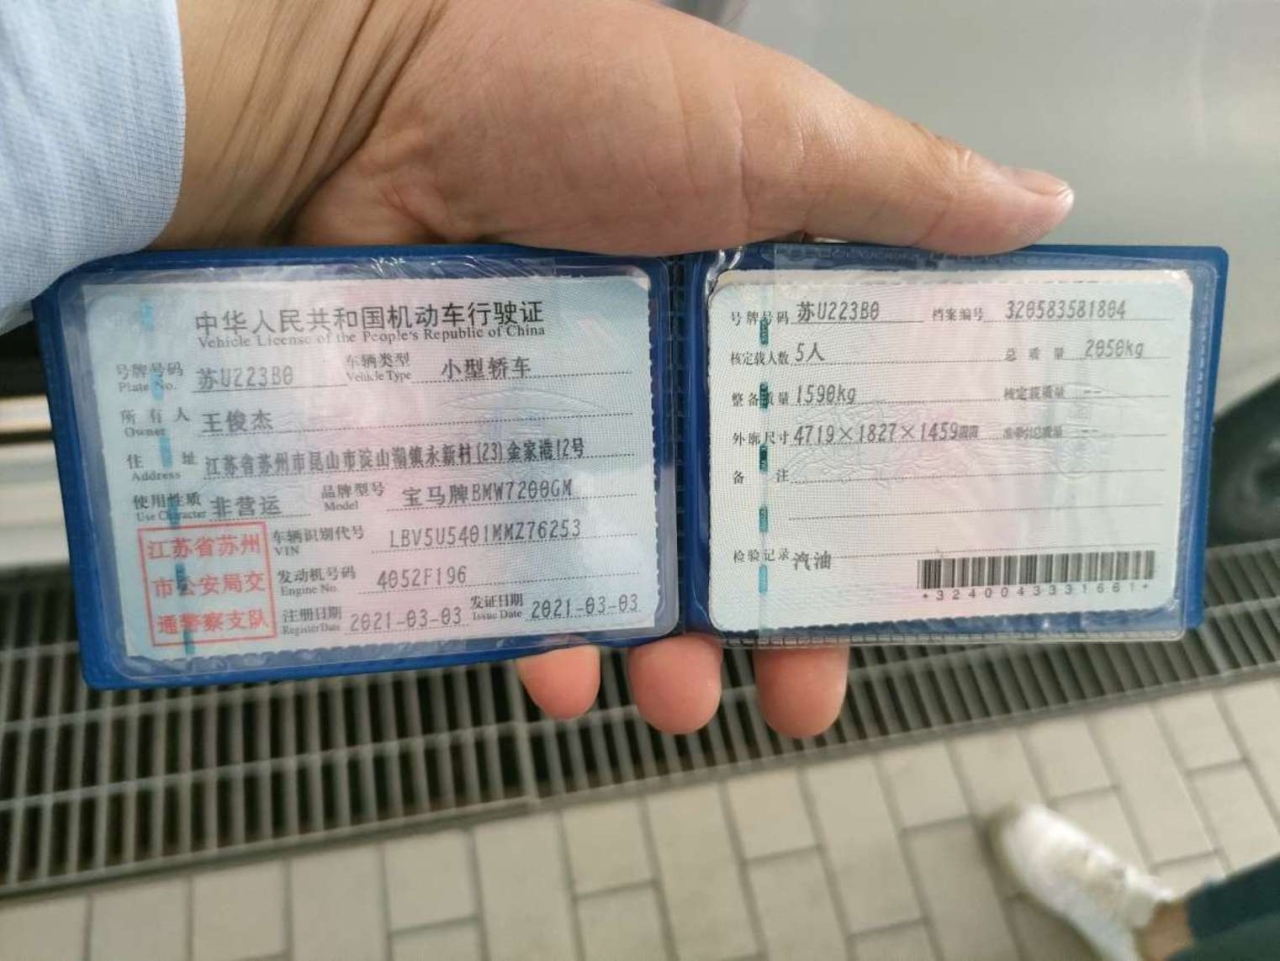 中华人民共和国机动车行驶证
Vehicle License of the People's Republic of China
号牌号码 苏U223B0 车辆类型 小型轿车
Plate No. Vehicle Type
所有人 王俊杰
Owner
住址 江苏省苏州市昆山市淀山湖镇永新村(23)金家港12号
Address
使用性质 非营运 品牌型号 宝马牌BMW7200GM
Use Character Model
江苏省苏州
市公安局交
通警察支队
车辆识别代号 LBV5U5401MMZ76253
VIN
发动机号码 4052F196
Engine No.
注册日期 2021-03-03 发证日期 2021-03-03
Register Date Issue Date
号牌号码 苏U223B0 档案编号 320583581804
核定载人数 5人 总质量 2050kg
整备质量 1590kg 核定载质量 --
外廓尺寸 4719×1827×1459 --
备注
检验记录 汽油
*3240043331661*